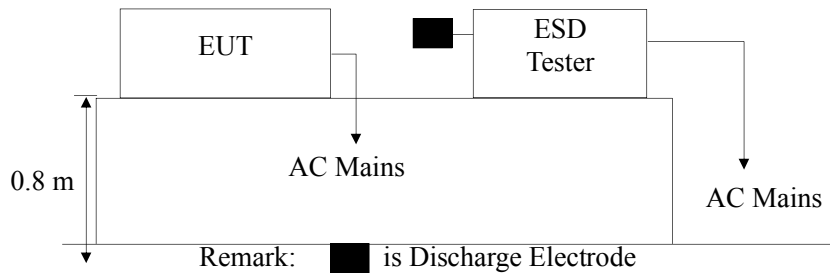 EUT
ESD
Tester
AC Mains
0.8 m
AC Mains
Remark: is Discharge Electrode